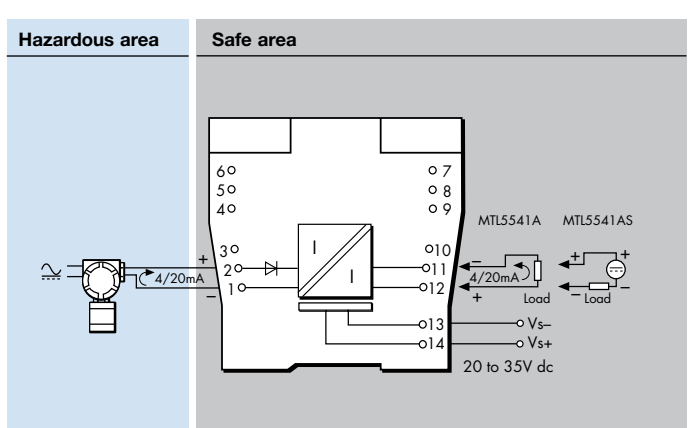 Hazardous area
Safe area
6
5
4
3
2
1
7
8
9
10
11
12
13
14
+
−
4/20mA
I
I
MTL5541A
MTL5541AS
−
4/20mA
+
Load
+
+
−
Load
−
Vs−
Vs+
20 to 35V dc